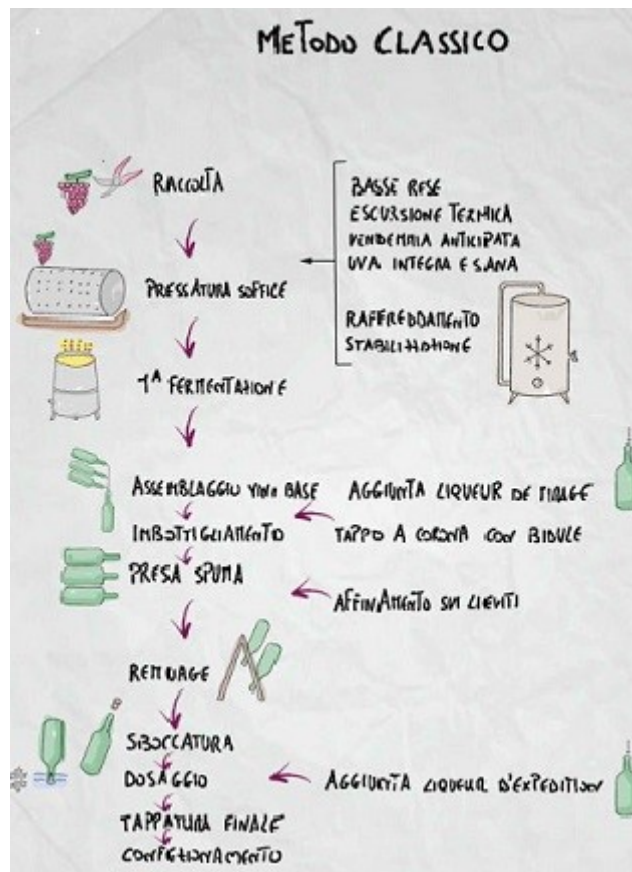 METODO CLASSICO
RACCOLTA
BASSE RESE
ESCURSIONE TERMICA
VENDEMMIA ANTICIPATA
UVA INTEGRA E SANA
PRESSATURA SOFFICE
RAFFREDDAMENTO
STABILIZZAZIONE
1ª FERMENTAZIONE
ASSEMBLAGGIO VINI BASE
AGGIUNTA LIQUEUR DE TIRAGE
IMBOTTIGLIAMENTO
TAPPO A CORONA CON BIDULE
PRESA SPUMA
AFFINAMENTO SUI LIEVITI
REMUAGE
SBOCCATURA
DOSAGGIO
AGGIUNTA LIQUEUR D'EXPEDITION
TAPPATURA FINALE
CONFEZIONAMENTO